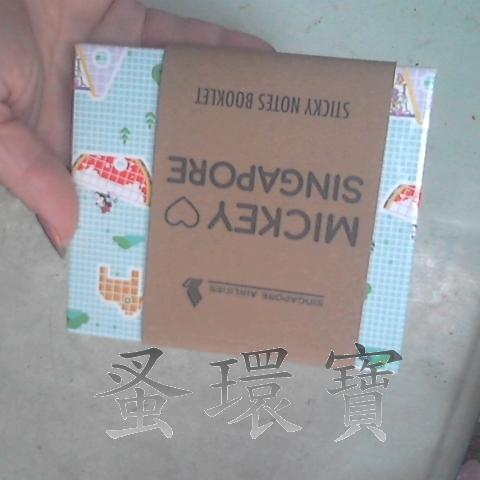 MICKEY♡
SINGAPORE
STICKY NOTES BOOKLET
SINGAPORE AIRLINES
蚤環寶